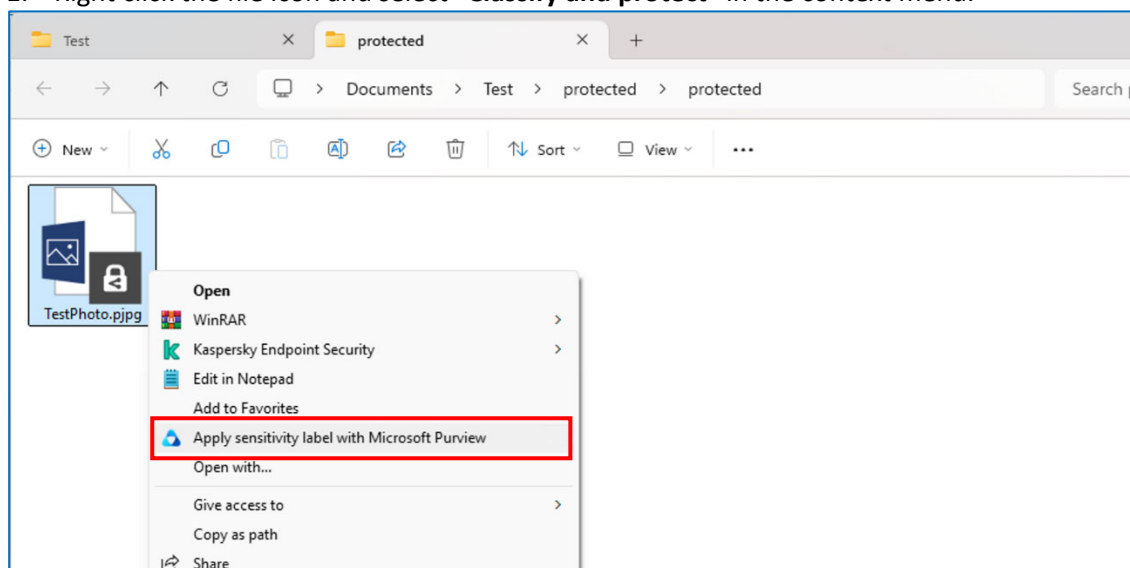 Right click the file icon and select "Classify and protect" in the context menu.
Test
protected
Documents > Test > protected > protected
Search
New
Sort
View
TestPhoto.pjpg
Open
WinRAR
Kaspersky Endpoint Security
Edit in Notepad
Add to Favorites
Apply sensitivity label with Microsoft Purview
Open with...
Give access to
Copy as path
Share